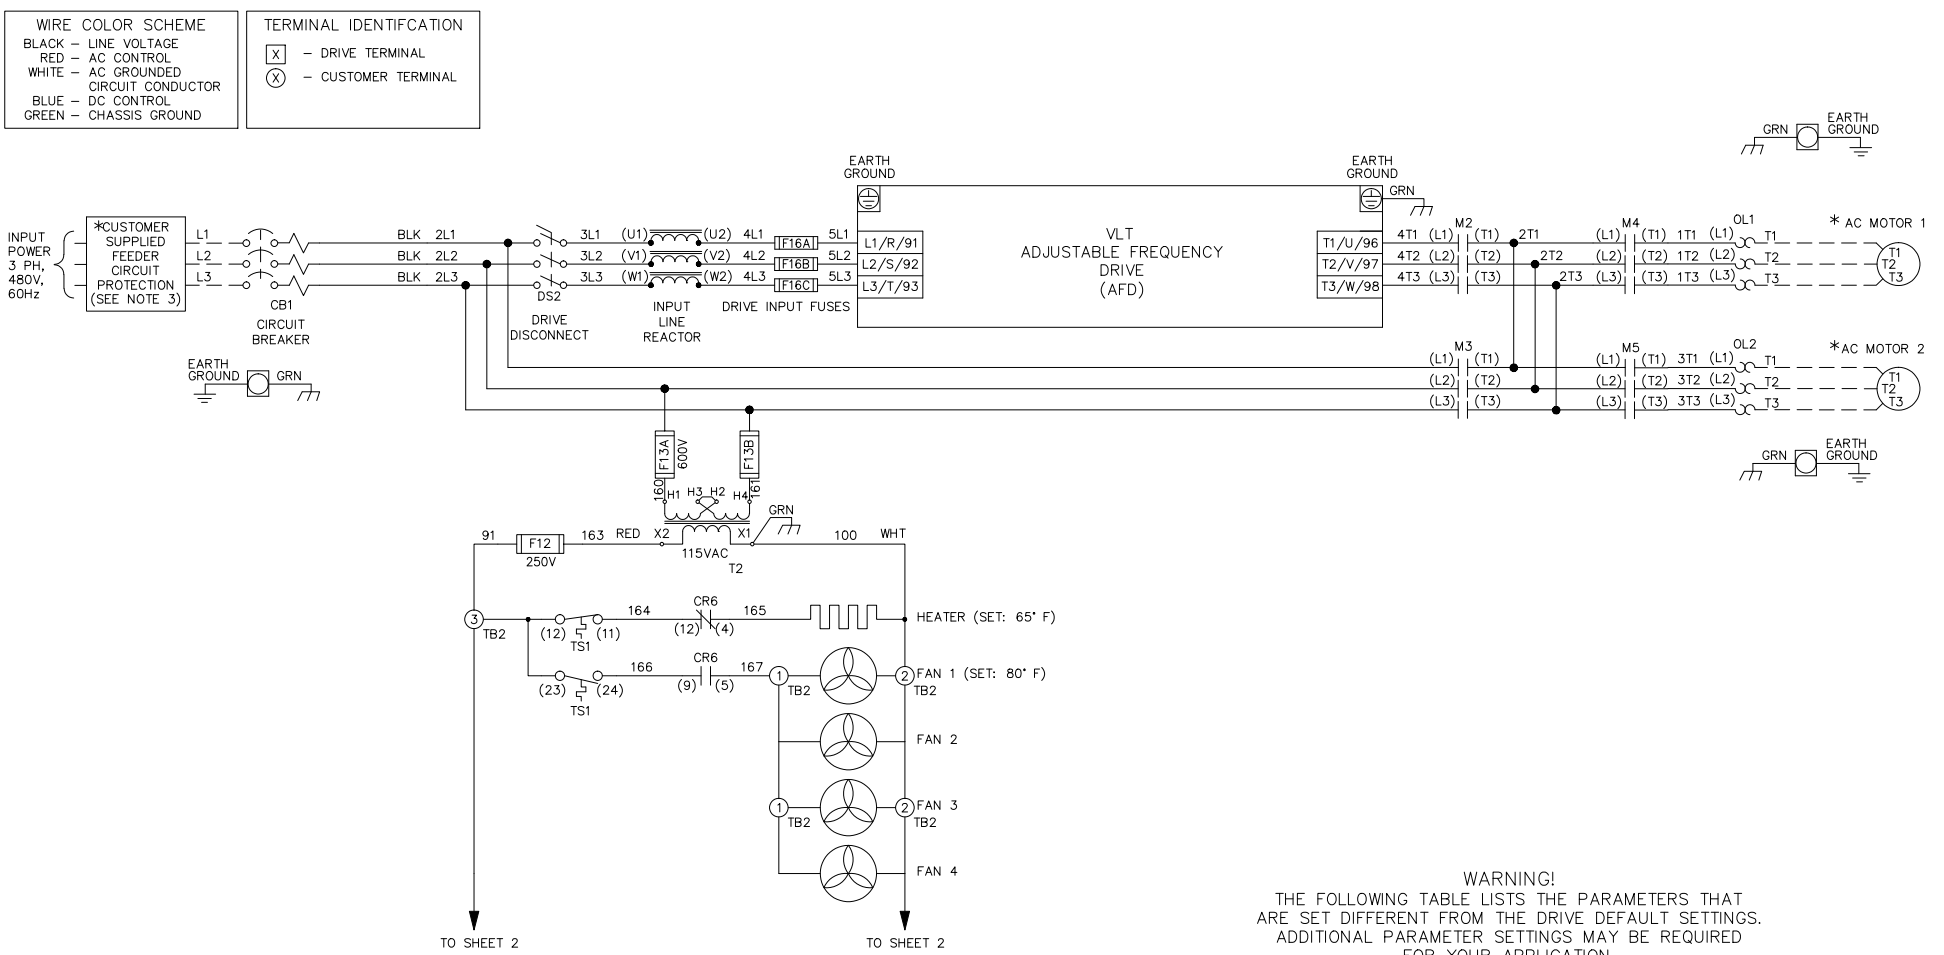 WIRE COLOR SCHEME
BLACK – LINE VOLTAGE
RED – AC CONTROL
WHITE – AC GROUNDED
CIRCUIT CONDUCTOR
BLUE – DC CONTROL
GREEN – CHASSIS GROUND
TERMINAL IDENTIFCATION
X – DRIVE TERMINAL
X – CUSTOMER TERMINAL
GRN
EARTH
GROUND
EARTH
GROUND
EARTH
GROUND
GRN
INPUT
POWER
3 PH,
480V,
60Hz
*CUSTOMER
SUPPLIED
FEEDER
CIRCUIT
PROTECTION
(SEE NOTE 3)
L1
L2
L3
CB1
CIRCUIT
BREAKER
BLK 2L1
BLK 2L2
BLK 2L3
DS2
DRIVE
DISCONNECT
3L1 (U1) (U2) 4L1 F16A 5L1 L1/R/91
3L2 (V1) (V2) 4L2 F16B 5L2 L2/S/92
3L3 (W1) (W2) 4L3 F16C 5L3 L3/T/93
INPUT
LINE
REACTOR
DRIVE INPUT FUSES
VLT
ADJUSTABLE FREQUENCY
DRIVE
(AFD)
M2 M4 OL1
T1/U/96 4T1 (L1) (T1) 2T1 (L1) (T1) 1T1 (L1) T1
T2/V/97 4T2 (L2) (T2) 2T2 (L2) (T2) 1T2 (L2) T2
T3/W/98 4T3 (L3) (T3) 2T3 (L3) (T3) 1T3 (L3) T3
* AC MOTOR 1
T1
T2
T3
M3 M5 OL2
(L1) (T1) (L1) (T1) 3T1 (L1) T1
(L2) (T2) (L2) (T2) 3T2 (L2) T2
(L3) (T3) (L3) (T3) 3T3 (L3) T3
*AC MOTOR 2
T1
T2
T3
EARTH
GROUND
GRN
GRN
EARTH
GROUND
F13A
600V
F13B
160
161
H1 H3 H2 H4
GRN
91 F12 163 RED X2 X1 100 WHT
250V
115VAC
T2
3
TB2
(12) (11)
TS1
164
CR6
(12) (4)
165
HEATER (SET: 65° F)
(23) (24)
TS1
166
CR6
(9) (5)
167
1
TB2
2
TB2
FAN 1 (SET: 80° F)
FAN 2
1
TB2
2
TB2
FAN 3
FAN 4
TO SHEET 2
TO SHEET 2
WARNING!
THE FOLLOWING TABLE LISTS THE PARAMETERS THAT
ARE SET DIFFERENT FROM THE DRIVE DEFAULT SETTINGS.
ADDITIONAL PARAMETER SETTINGS MAY BE REQUIRED
FOR YOUR APPLICATION